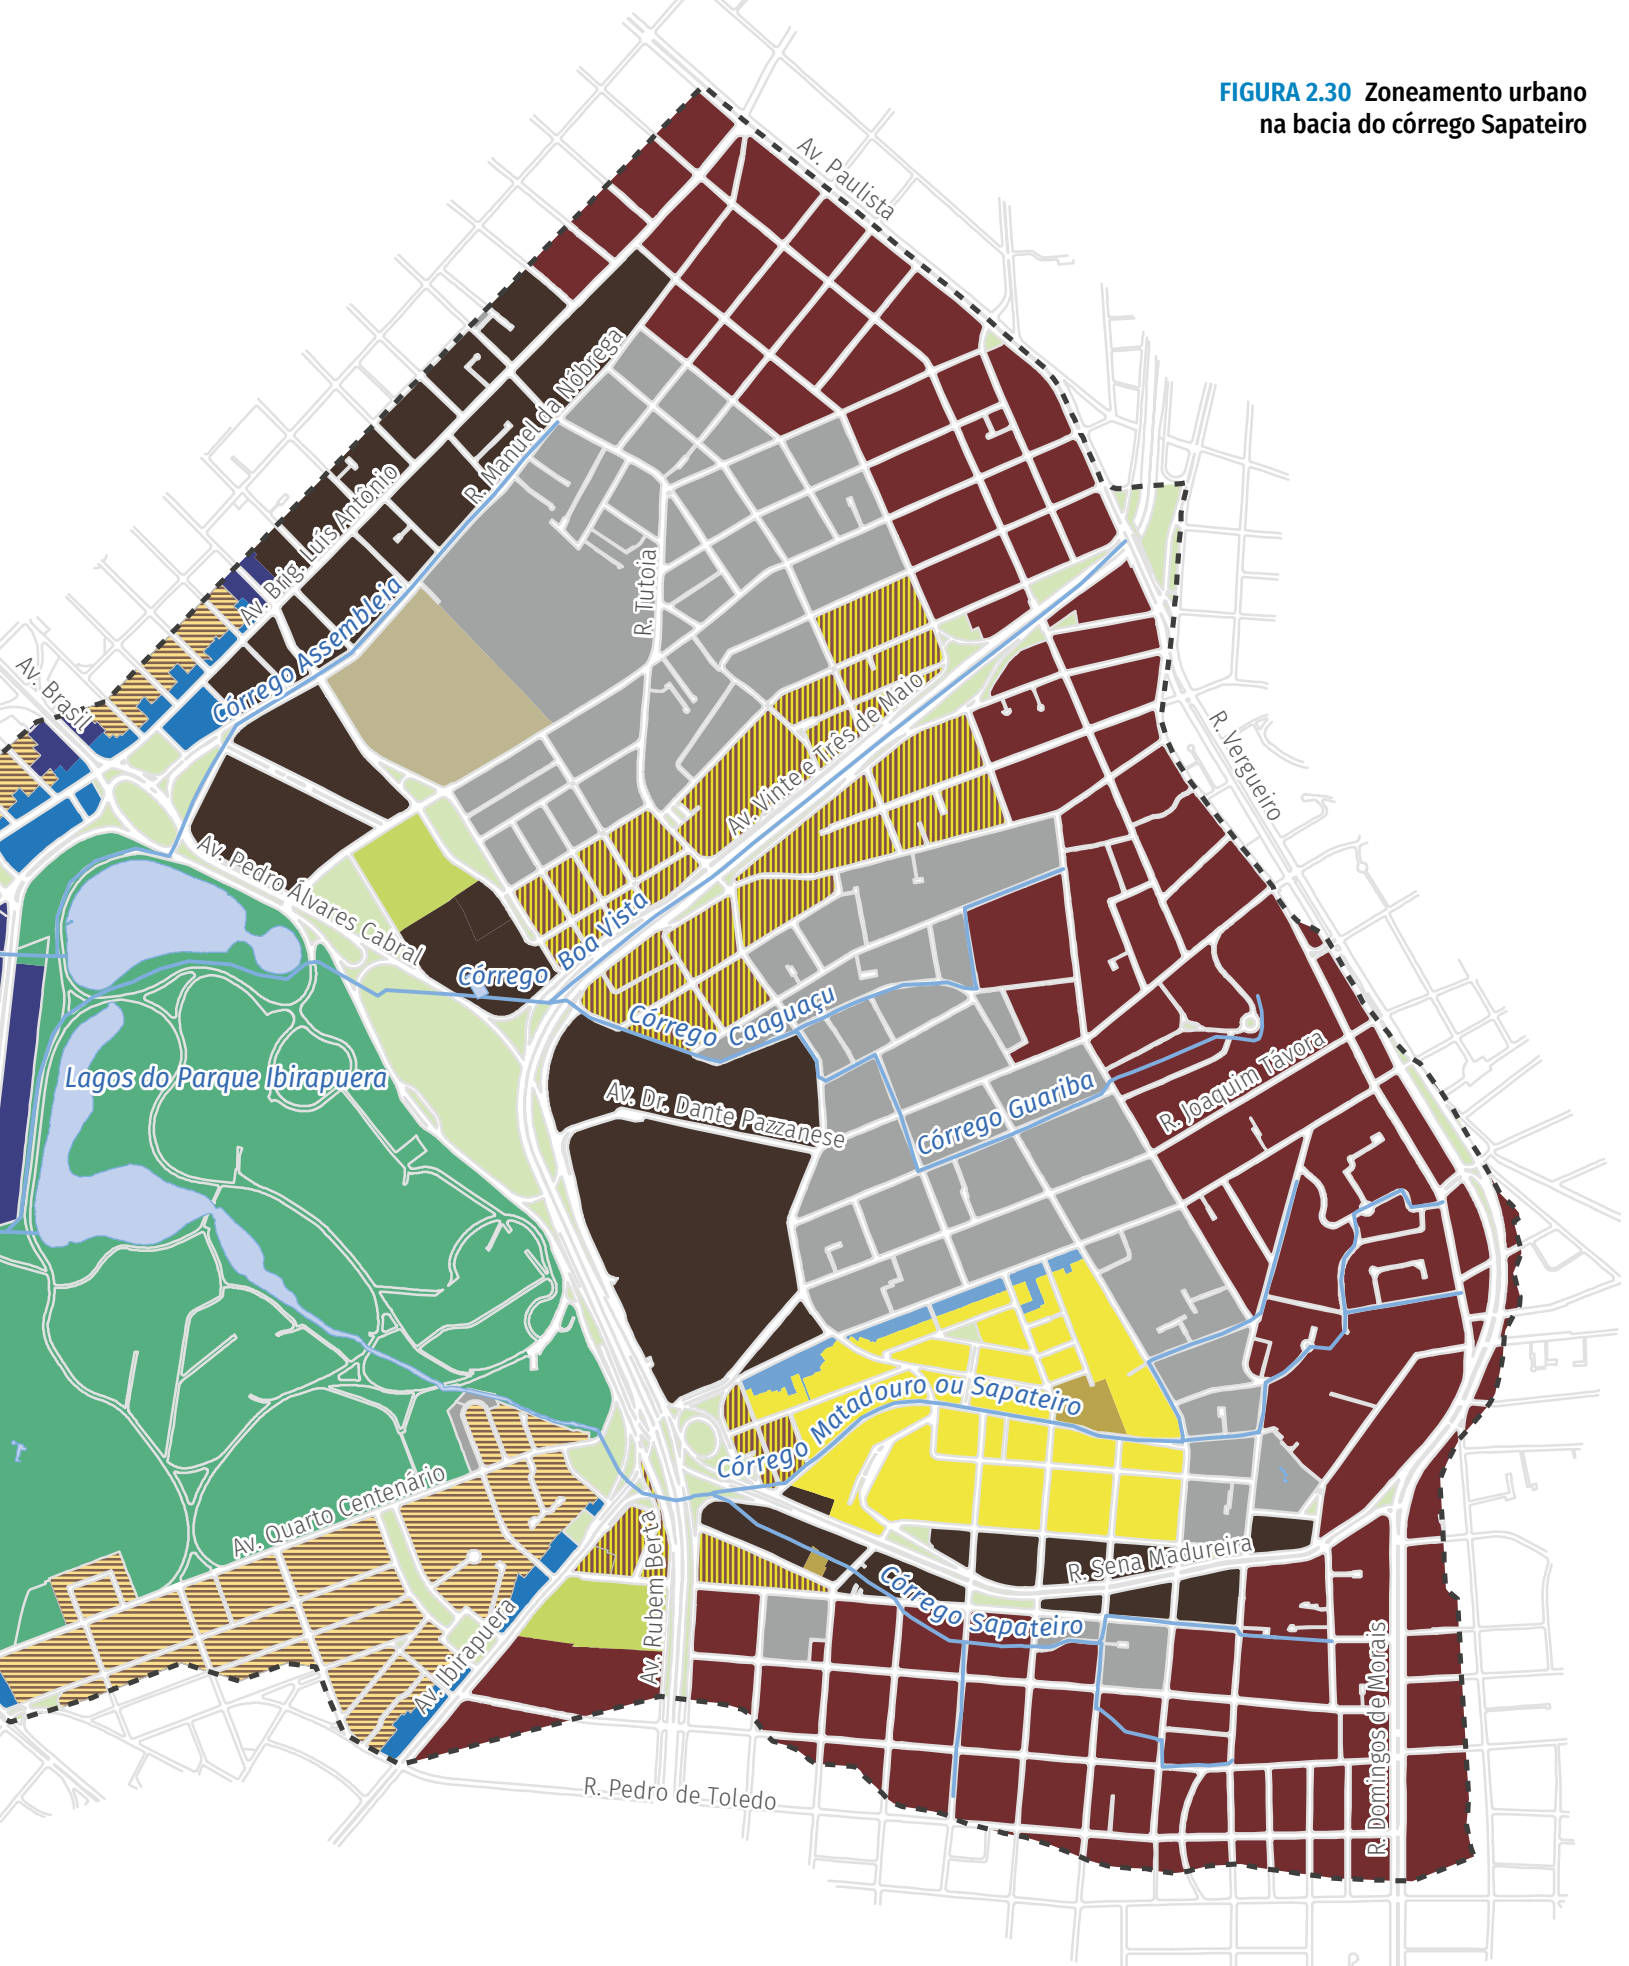 FIGURA 2.30 Zoneamento urbano
na bacia do córrego Sapateiro
Av. Paulista
R. Manuel da Nóbrega
Av. Brig. Luís Antônio
R. Tutoia
Córrego Assembleia
Av. Brasil
Av. Vinte e Três de Maio
R. Vergueiro
Av. Pedro Álvares Cabral
Córrego Boa Vista
Córrego Caaguaçu
Lagos do Parque Ibirapuera
Av. Dr. Dante Pazzanese
Córrego Guariba
R. Joaquim Távora
Córrego Matadouro ou Sapateiro
Av. Quarto Centenário
Av. Rubem Berta
R. Sena Madureira
Córrego Sapateiro
Av. Ibirapuera
R. Domingos de Morais
R. Pedro de Toledo